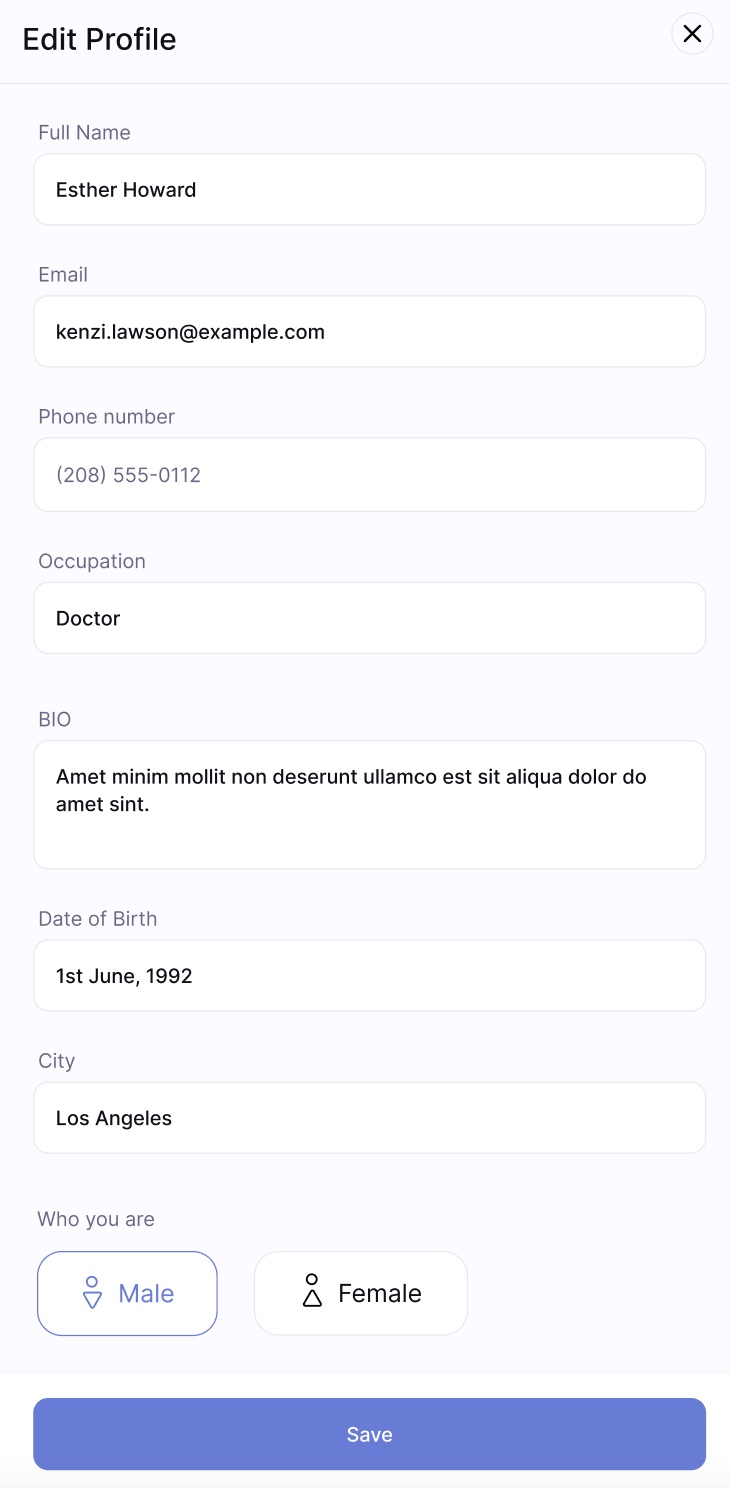 Edit Profile
Full Name
Esther Howard
Email
kenzi.lawson@example.com
Phone number
(208) 555-0112
Occupation
Doctor
BIO
Amet minim mollit non deserunt ullamco est sit aliqua dolor do
amet sint.
Date of Birth
1st June, 1992
City
Los Angeles
Who you are
Male
Female
Save